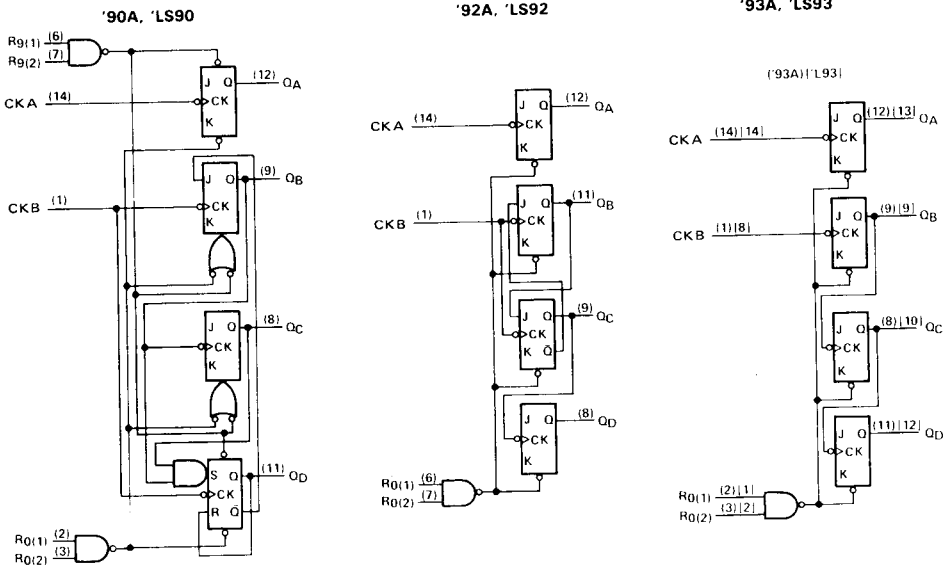 '90A, 'LS90
R9(1) (6)
R9(2) (7)
J Q (12) QA
CKA (14) CK
K
J Q (9) QB
CKB (1) CK
K
J Q (8) QC
CK
K
S Q (11) QD
CK
R Q̄
R0(1) (2)
R0(2) (3)
'92A, 'LS92
J Q (12) QA
CKA (14) CK
K
J Q (11) QB
CKB (1) CK
K
J Q (9) QC
CK
K Q̄
J Q (8) QD
CK
K
R0(1) (6)
R0(2) (7)
'93A, 'LS93
('93A)['L93]
J Q (12)[13] QA
CKA (14)[14] CK
K
J Q (9)[9] QB
CKB (1)[8] CK
K
J Q (8)[10] QC
CK
K
J Q (11)[12] QD
CK
K
R0(1) (2)[1]
R0(2) (3)[2]